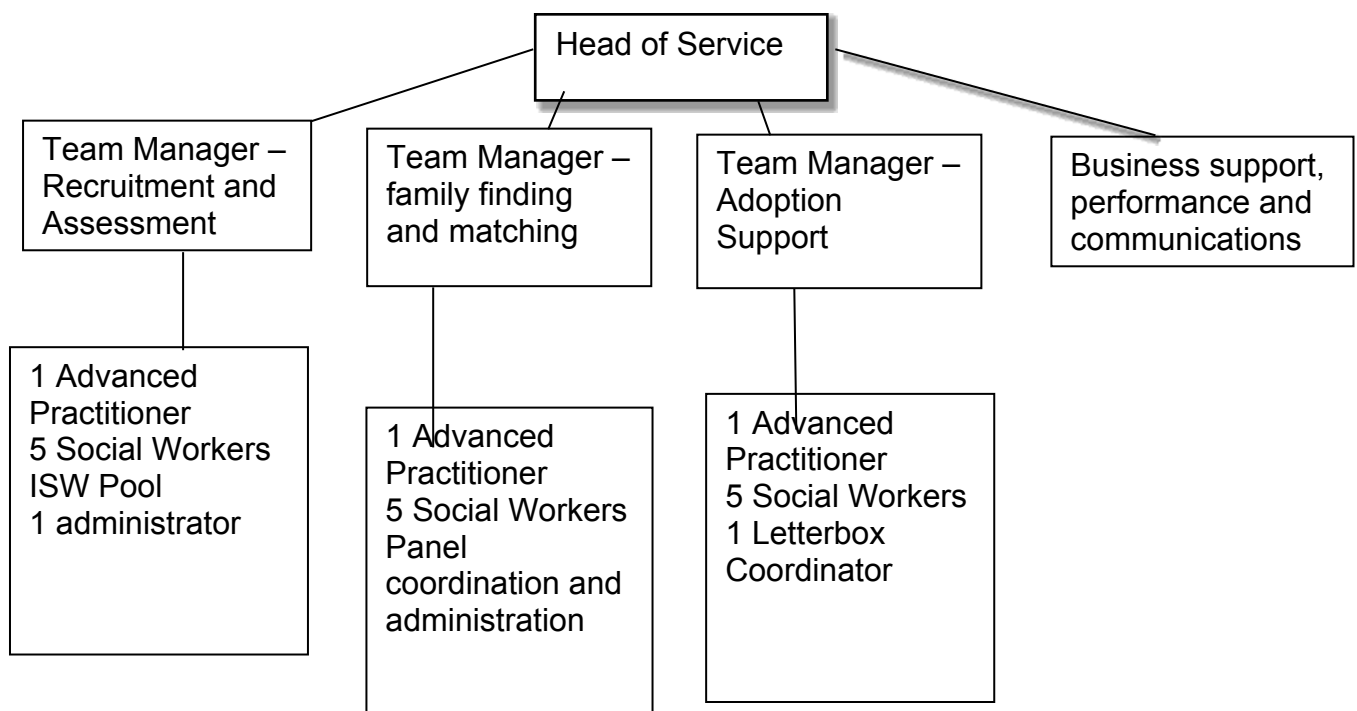 Head of Service
Team Manager –
Recruitment and
Assessment
Team Manager –
family finding
and matching
Team Manager –
Adoption
Support
Business support,
performance and
communications
1 Advanced
Practitioner
5 Social Workers
ISW Pool
1 administrator
1 Advanced
Practitioner
5 Social Workers
Panel
coordination and
administration
1 Advanced
Practitioner
5 Social Workers
1 Letterbox
Coordinator